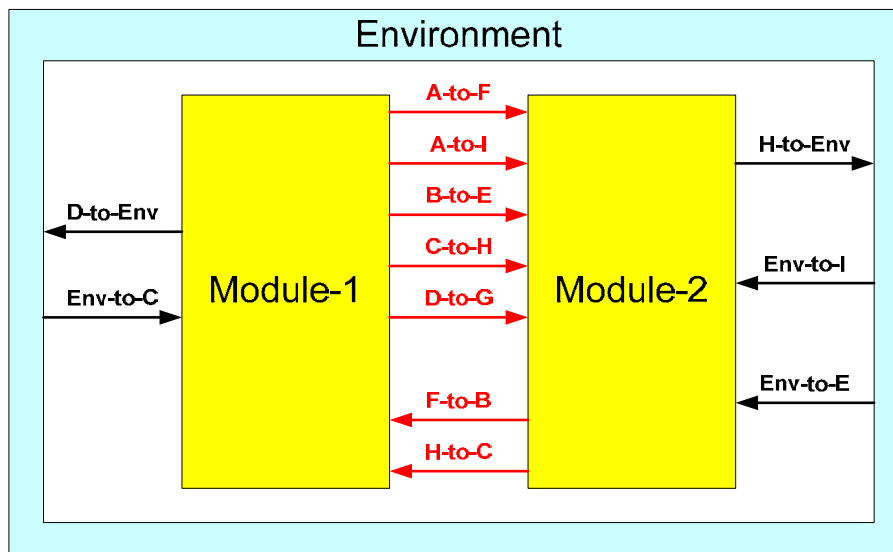 Environment
A-to-F
A-to-I
H-to-Env
B-to-E
D-to-Env
C-to-H
Env-to-I
Module-1
Module-2
Env-to-C
D-to-G
Env-to-E
F-to-B
H-to-C